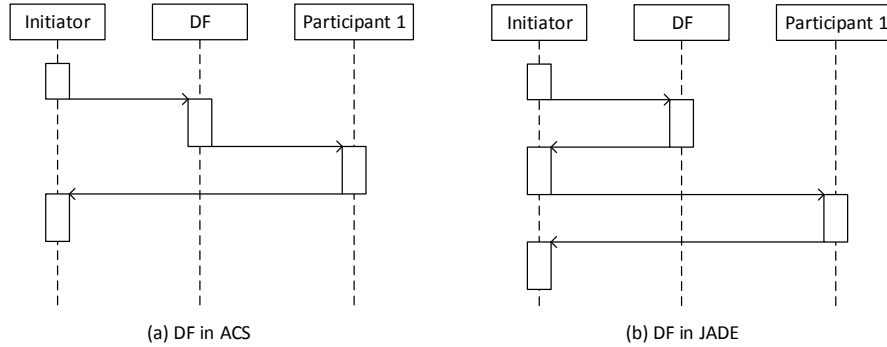 Initiator DF Participant 1 Initiator DF Participant 1
(a) DF in ACS (b) DF in JADE